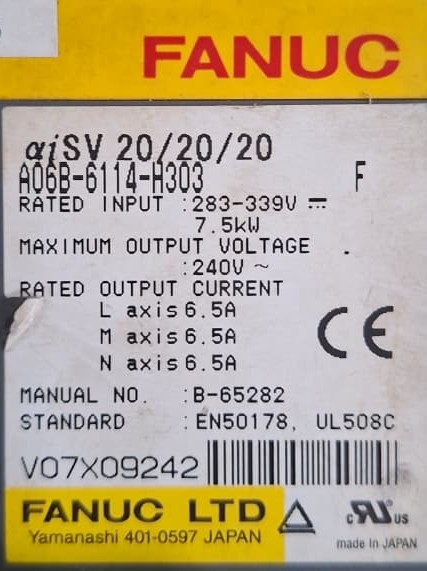 FANUC
αiSV 20/20/20
A06B-6114-H303 F
RATED INPUT :283-339V ⎓
7.5kW
MAXIMUM OUTPUT VOLTAGE
:240V ~
RATED OUTPUT CURRENT
L axis 6.5A
M axis 6.5A
N axis 6.5A
CE
MANUAL NO. :B-65282
STANDARD :EN50178, UL508C
V07X09242
FANUC LTD
Yamanashi 401-0597 JAPAN
c RU US
made in JAPAN